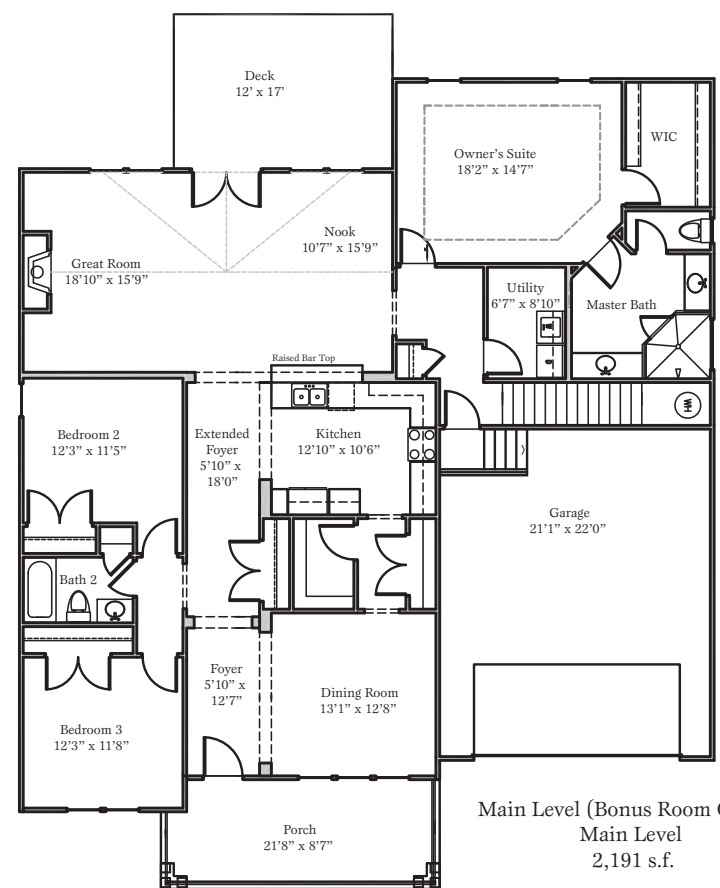 Deck
12' x 17'
Owner's Suite
18'2" x 14'7"
WIC
Nook
10'7" x 15'9"
Great Room
18'10" x 15'9"
Utility
6'7" x 8'10"
Master Bath
W
D
Raised Bar Top
Bedroom 2
12'3" x 11'5"
Extended
Foyer
5'10" x
18'0"
Kitchen
12'10" x 10'6"
WH
Garage
21'1" x 22'0"
Bath 2
Foyer
5'10" x
12'7"
Dining Room
13'1" x 12'8"
Bedroom 3
12'3" x 11'8"
Porch
21'8" x 8'7"
Main Level (Bonus Room
Main Level
2,191 s.f.